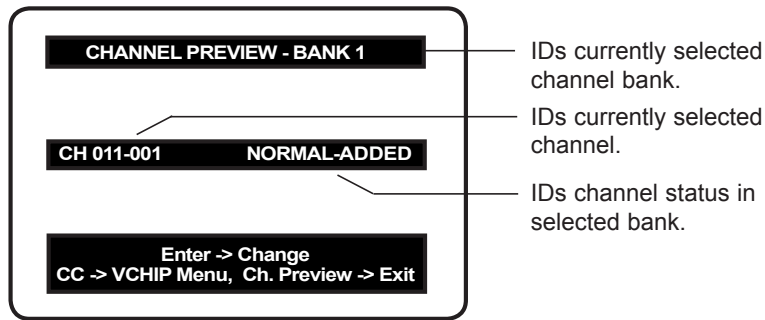 CHANNEL PREVIEW - BANK 1
IDs currently selected
channel bank.
IDs currently selected
channel.
CH 011-001 NORMAL-ADDED
IDs channel status in
selected bank.
Enter -> Change
CC -> VCHIP Menu, Ch. Preview -> Exit